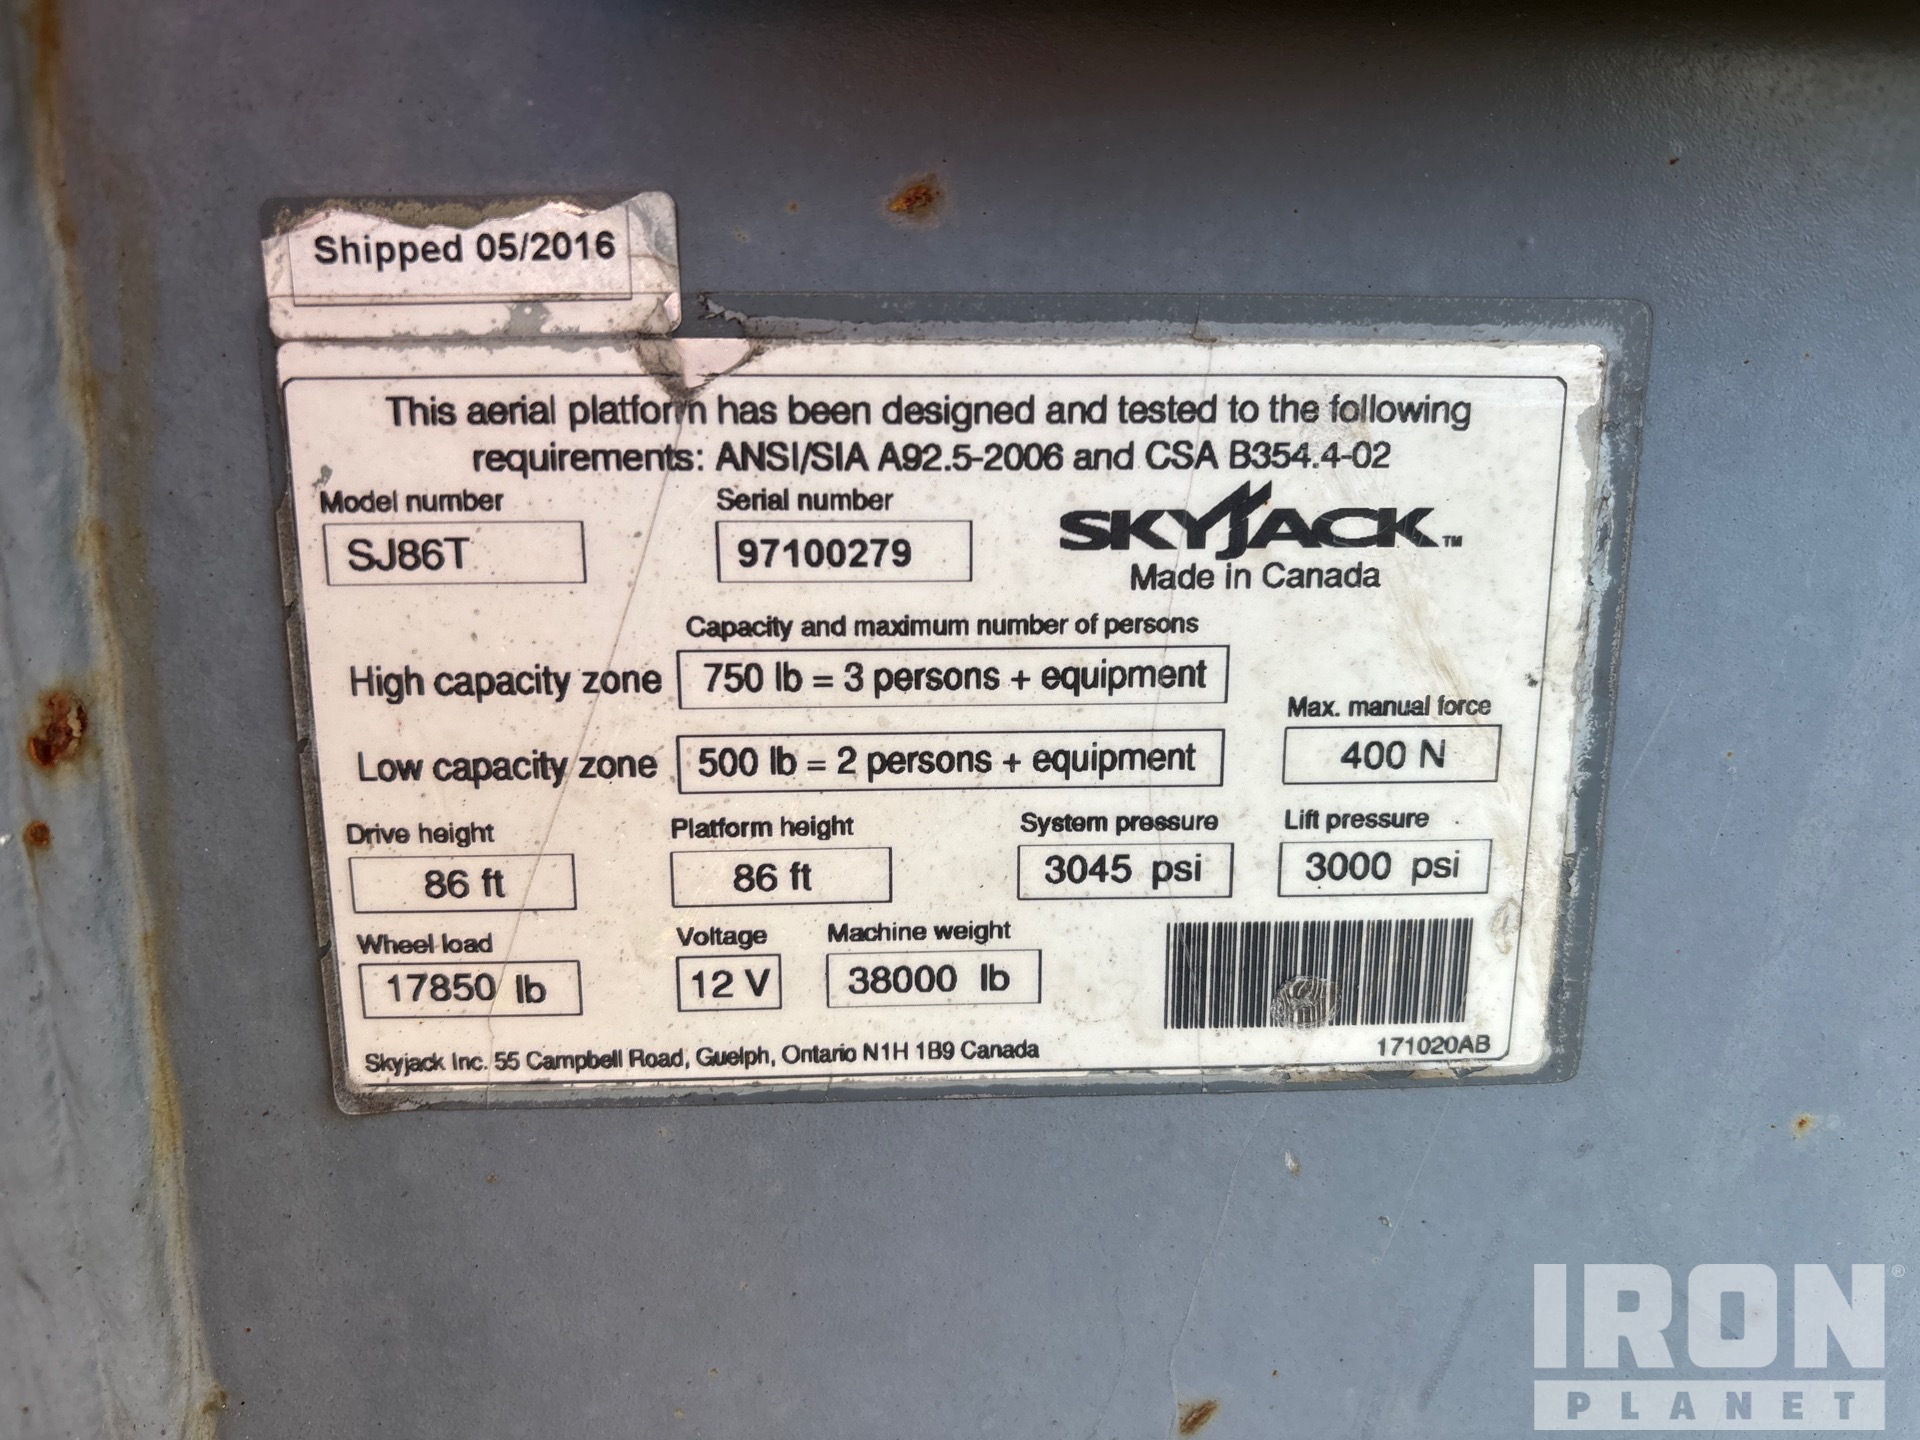 Shipped 05/2016
This aerial platform has been designed and tested to the following
requirements: ANSI/SIA A92.5-2006 and CSA B354.4-02
Model number Serial number
SJ86T 97100279 SKYJACK™
Made in Canada
Capacity and maximum number of persons
High capacity zone 750 lb = 3 persons + equipment
Max. manual force
Low capacity zone 500 lb = 2 persons + equipment 400 N
Drive height Platform height System pressure Lift pressure
86 ft 86 ft 3045 psi 3000 psi
Wheel load Voltage Machine weight
17850 lb 12 V 38000 lb
Skyjack Inc. 55 Campbell Road, Guelph, Ontario N1H 1B9 Canada 171020AB
IRON®
PLANET